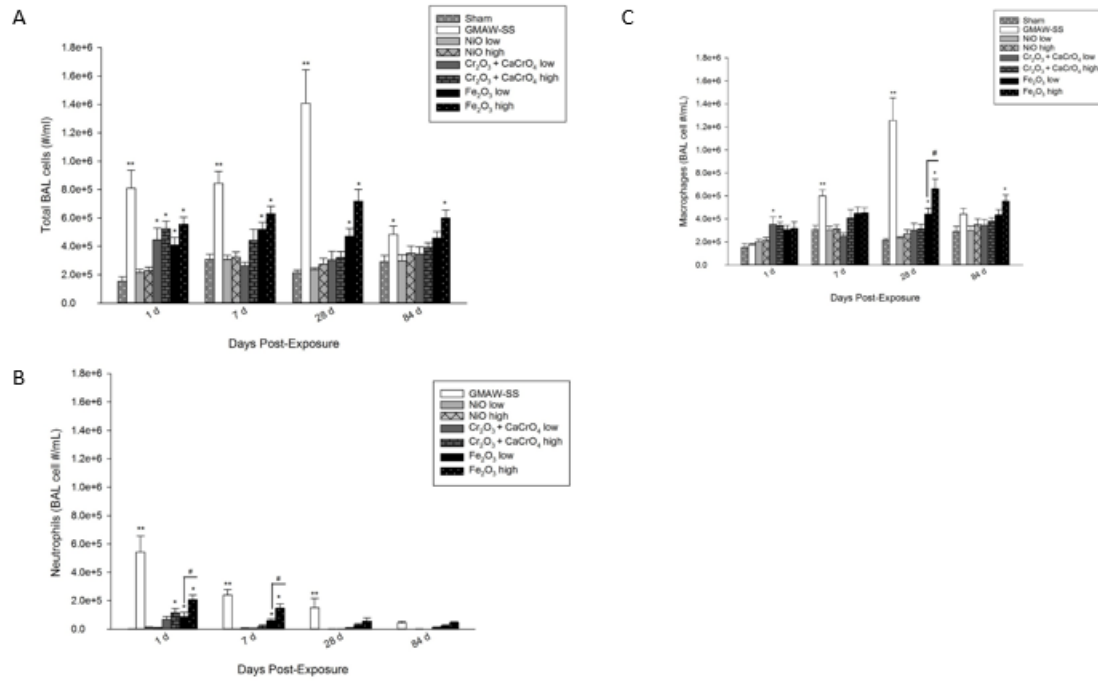 A
Sham
GMAW-SS
NiO low
NiO high
Cr₂O₃ + CaCrO₄ low
Cr₂O₃ + CaCrO₄ high
Fe₂O₃ low
Fe₂O₃ high
Total BAL cells (#/ml)
1.8e+6
1.6e+6
1.4e+6
1.2e+6
1.0e+6
8.0e+5
6.0e+5
4.0e+5
2.0e+5
0.0
** * * * *
** * *
** * *
* *
1 d 7 d 28 d 84 d
Days Post-Exposure
B
GMAW-SS
NiO low
NiO high
Cr₂O₃ + CaCrO₄ low
Cr₂O₃ + CaCrO₄ high
Fe₂O₃ low
Fe₂O₃ high
Neutrophils (BAL cell #/mL)
1.8e+6
1.6e+6
1.4e+6
1.2e+6
1.0e+6
8.0e+5
6.0e+5
4.0e+5
2.0e+5
0.0
** * * # *
** * # *
**
1 d 7 d 28 d 84 d
Days Post-Exposure
C
Sham
GMAW-SS
NiO low
NiO high
Cr₂O₃ + CaCrO₄ low
Cr₂O₃ + CaCrO₄ high
Fe₂O₃ low
Fe₂O₃ high
Macrophages (BAL cell #/mL)
1.8e+6
1.6e+6
1.4e+6
1.2e+6
1.0e+6
8.0e+5
6.0e+5
4.0e+5
2.0e+5
0.0
* *
**
** * # *
*
1 d 7 d 28 d 84 d
Days Post-Exposure